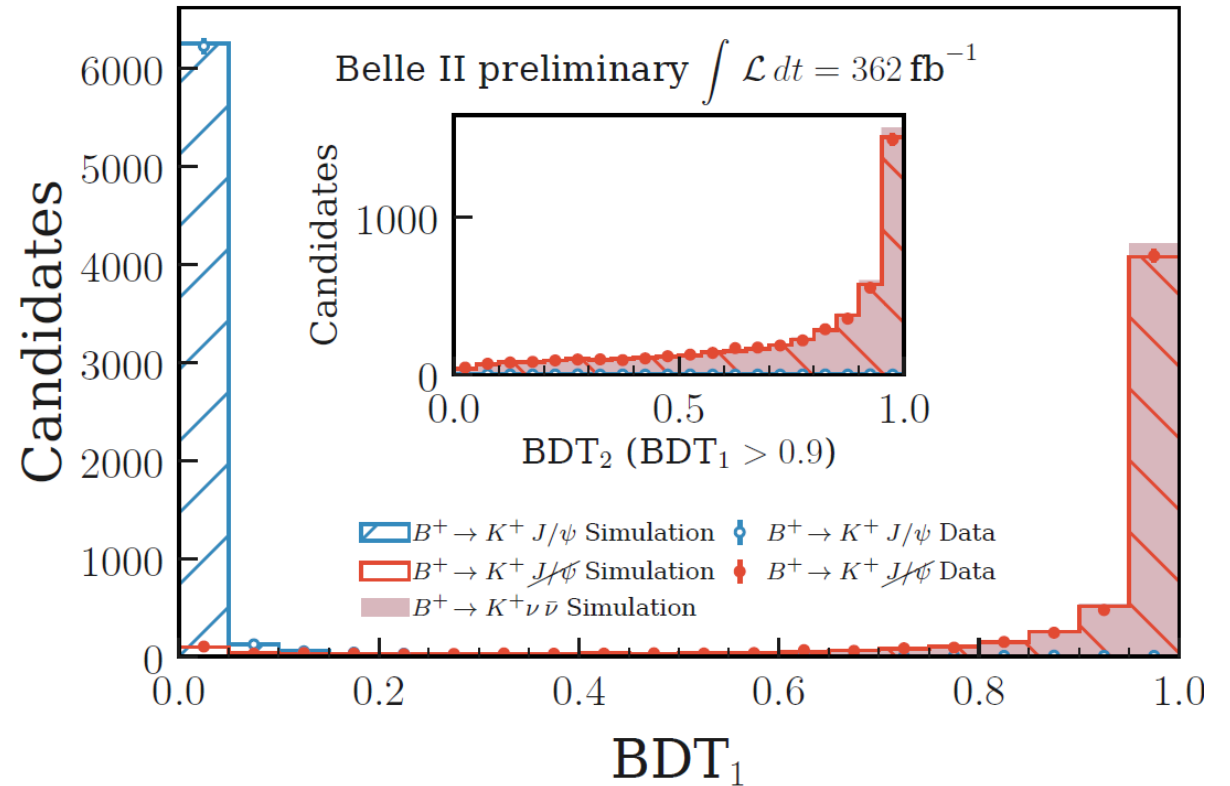 Belle II preliminary ∫ ℒ dt = 362 fb⁻¹
Candidates
6000
5000
4000
3000
2000
1000
0
Candidates
1000
0
0.0 0.5 1.0
BDT₂ (BDT₁ > 0.9)
B⁺ → K⁺ J/ψ Simulation B⁺ → K⁺ J/ψ Data
B⁺ → K⁺ J̸/̸ψ̸ Simulation B⁺ → K⁺ J̸/̸ψ̸ Data
B⁺ → K⁺ ν ν̄ Simulation
0.0 0.2 0.4 0.6 0.8 1.0
BDT₁